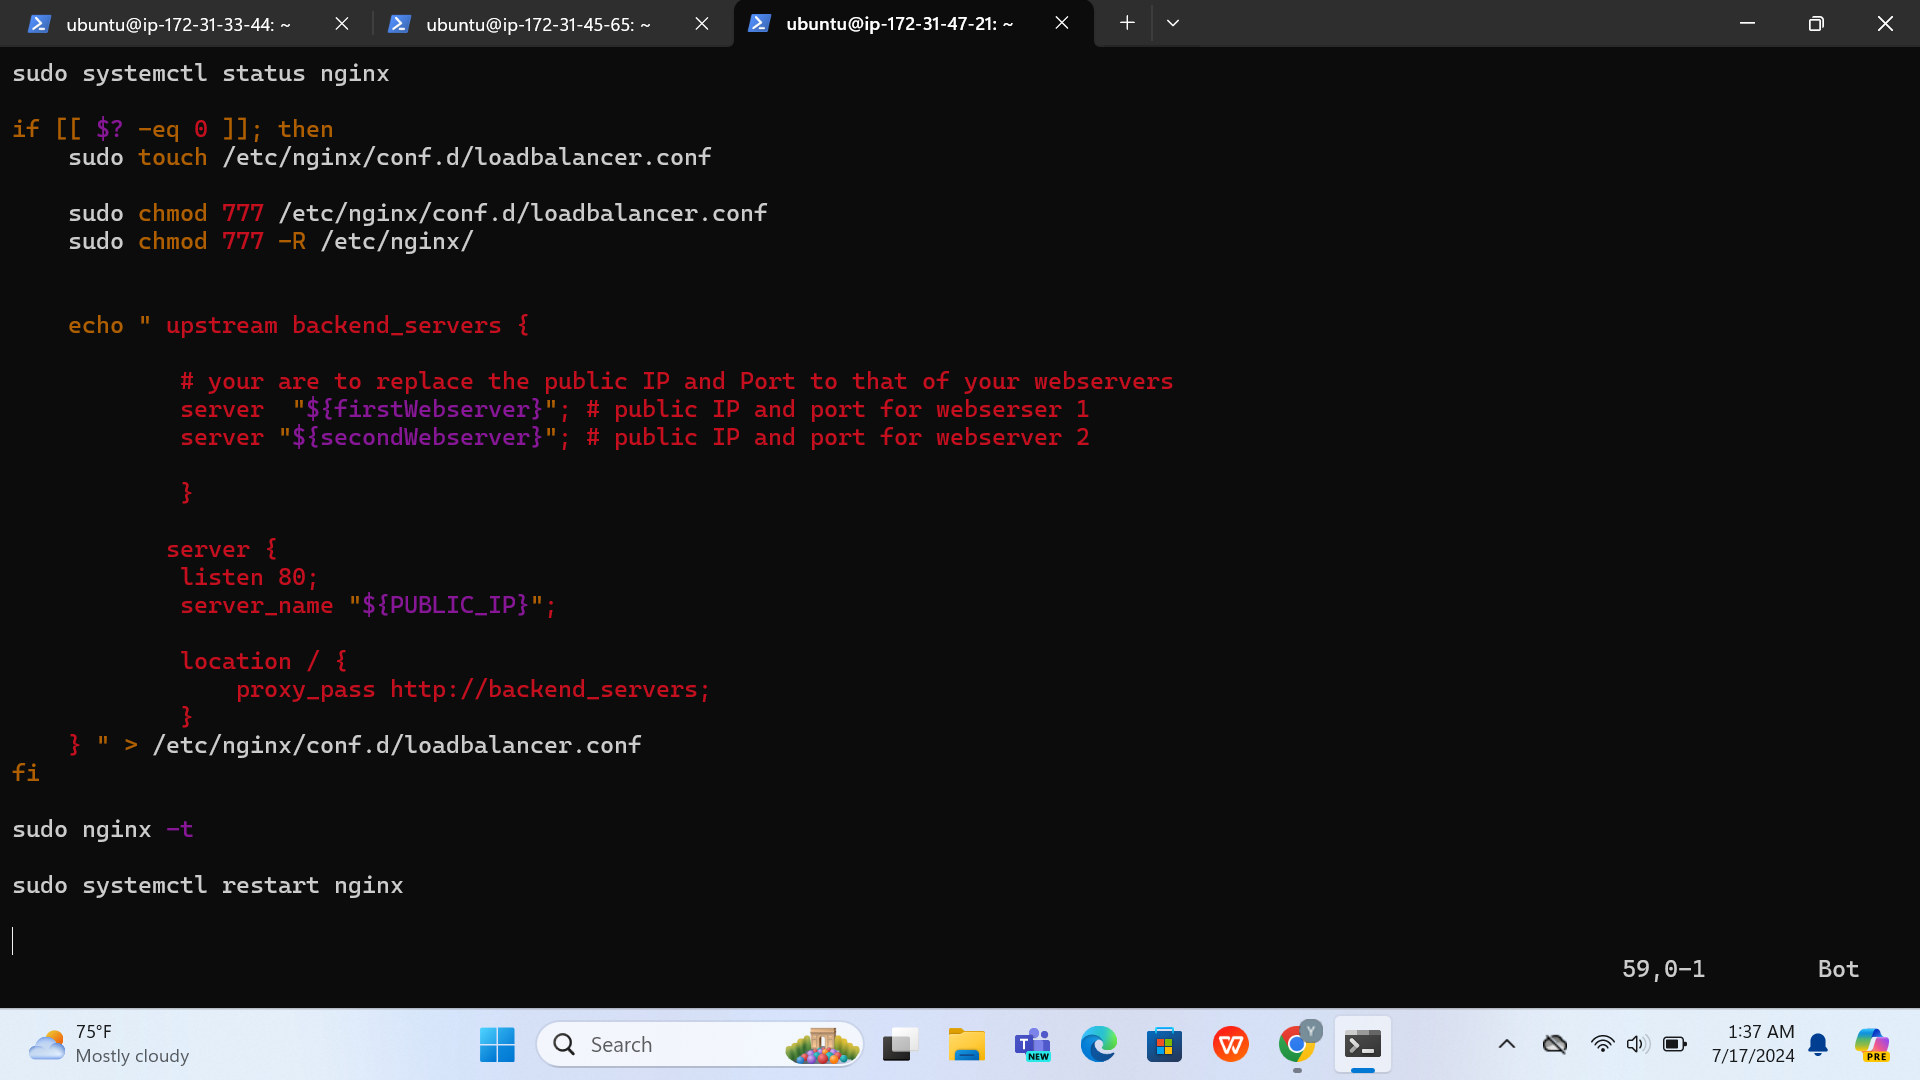 ubuntu@ip-172-31-33-44: ~
ubuntu@ip-172-31-45-65: ~
ubuntu@ip-172-31-47-21: ~
sudo systemctl status nginx
if [[ $? -eq 0 ]]; then
    sudo touch /etc/nginx/conf.d/loadbalancer.conf
    sudo chmod 777 /etc/nginx/conf.d/loadbalancer.conf
    sudo chmod 777 -R /etc/nginx/
    echo " upstream backend_servers {
            # your are to replace the public IP and Port to that of your webservers
            server  "${firstWebserver}"; # public IP and port for webserser 1
            server "${secondWebserver}"; # public IP and port for webserver 2
            }
           server {
            listen 80;
            server_name "${PUBLIC_IP}";
            location / {
                proxy_pass http://backend_servers;
            }
    } " > /etc/nginx/conf.d/loadbalancer.conf
fi
sudo nginx -t
sudo systemctl restart nginx
59,0-1 Bot
75°F
Mostly cloudy
Search
T NEW
W
Y
1:37 AM
7/17/2024
PRE